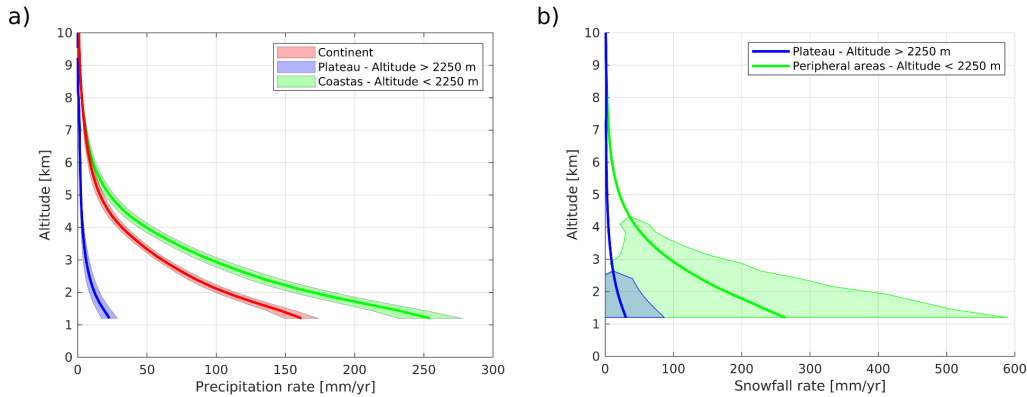 a)
10
9
8
7
6
5
4
3
2
1
0
Altitude [km]
0 50 100 150 200 250 300
Precipitation rate [mm/yr]
Continent
Plateau - Altitude > 2250 m
Coastas - Altitude < 2250 m
b)
10
9
8
7
6
5
4
3
2
1
0
Altitude [km]
0 100 200 300 400 500 600
Snowfall rate [mm/yr]
Plateau - Altitude > 2250 m
Peripheral areas - Altitude < 2250 m